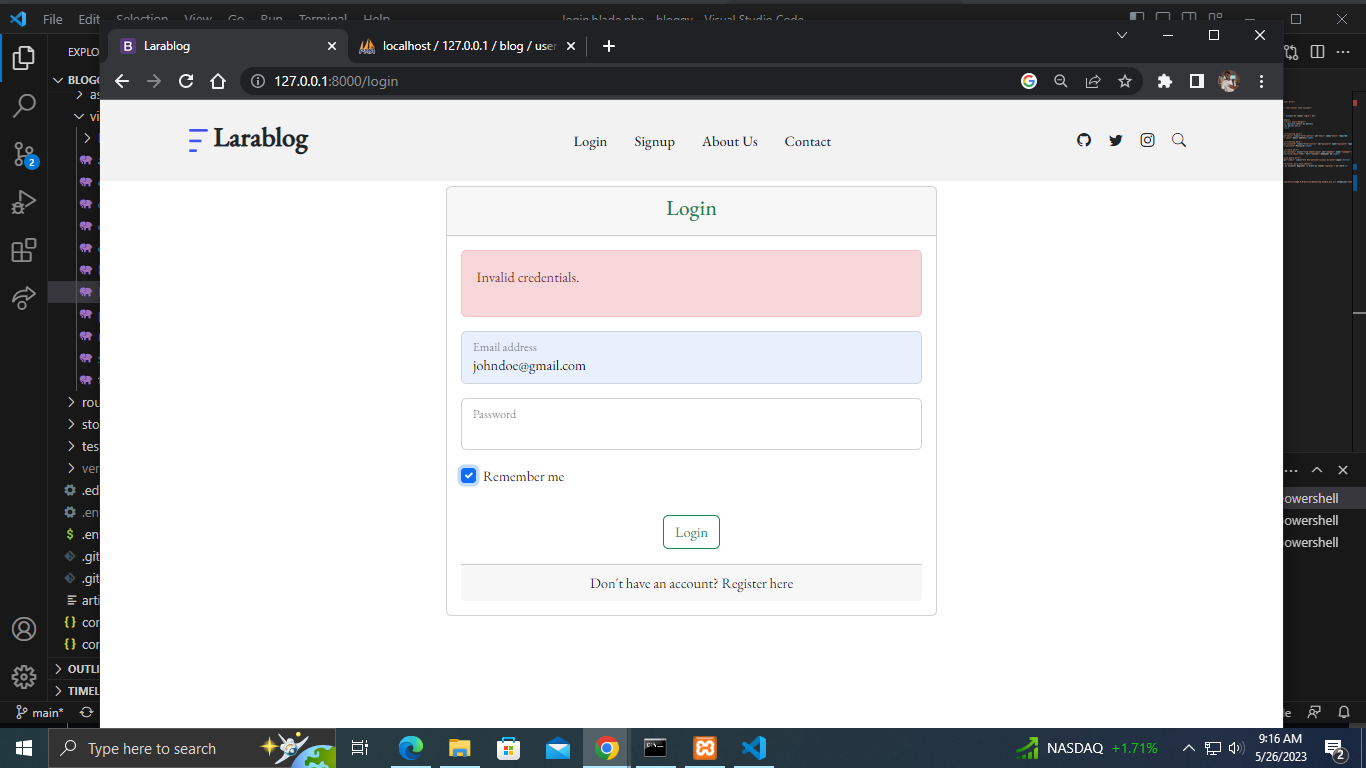 File Edit Selection View Go Run Terminal Help
login.blade.php - bloggy - Visual Studio Code
Larablog
localhost / 127.0.0.1 / blog / user
127.0.0.1:8000/login
EXPLO
BLOGG
as
vi
rou
sto
tes
ver
.ed
.en
.en
.git
.git
arti
cor
cor
OUTLI
TIMEL
2
main*
Larablog
Login Signup About Us Contact
Login
Invalid credentials.
Email address
johndoe@gmail.com
Password
Remember me
Login
Don't have an account? Register here
owershell
owershell
owershell
Type here to search
NASDAQ +1.71%
9:16 AM
5/26/2023
2